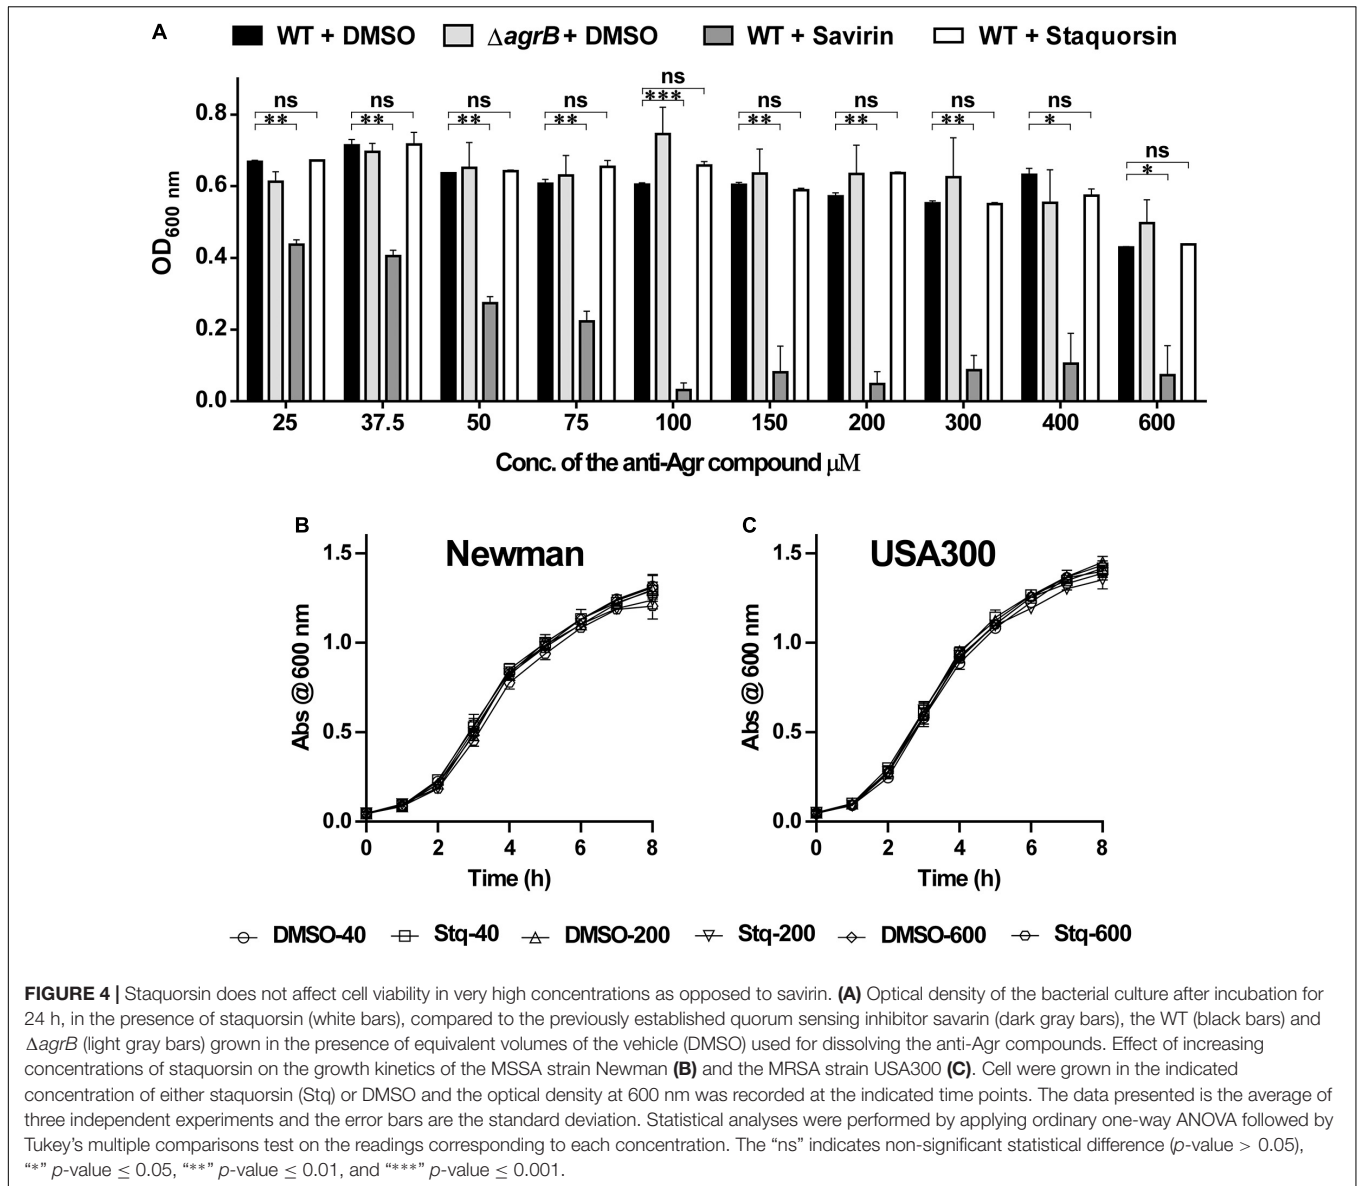 A
WT + DMSO ΔagrB + DMSO WT + Savirin WT + Staquorsin
ns ns ns ns ns ns ns ns ns ns
** ** ** ** *** ** ** ** * *
OD600 nm
0.8
0.6
0.4
0.2
0.0
25 37.5 50 75 100 150 200 300 400 600
Conc. of the anti-Agr compound μM
B
Newman
Abs @ 600 nm
1.5
1.0
0.5
0.0
0 2 4 6 8
Time (h)
C
USA300
Abs @ 600 nm
1.5
1.0
0.5
0.0
0 2 4 6 8
Time (h)
DMSO-40 Stq-40 DMSO-200 Stq-200 DMSO-600 Stq-600
FIGURE 4 | Staquorsin does not affect cell viability in very high concentrations as opposed to savirin. (A) Optical density of the bacterial culture after incubation for
24 h, in the presence of staquorsin (white bars), compared to the previously established quorum sensing inhibitor savarin (dark gray bars), the WT (black bars) and
ΔagrB (light gray bars) grown in the presence of equivalent volumes of the vehicle (DMSO) used for dissolving the anti-Agr compounds. Effect of increasing
concentrations of staquorsin on the growth kinetics of the MSSA strain Newman (B) and the MRSA strain USA300 (C). Cell were grown in the indicated
concentration of either staquorsin (Stq) or DMSO and the optical density at 600 nm was recorded at the indicated time points. The data presented is the average of
three independent experiments and the error bars are the standard deviation. Statistical analyses were performed by applying ordinary one-way ANOVA followed by
Tukey's multiple comparisons test on the readings corresponding to each concentration. The "ns" indicates non-significant statistical difference (p-value > 0.05),
"*" p-value ≤ 0.05, "**" p-value ≤ 0.01, and "***" p-value ≤ 0.001.